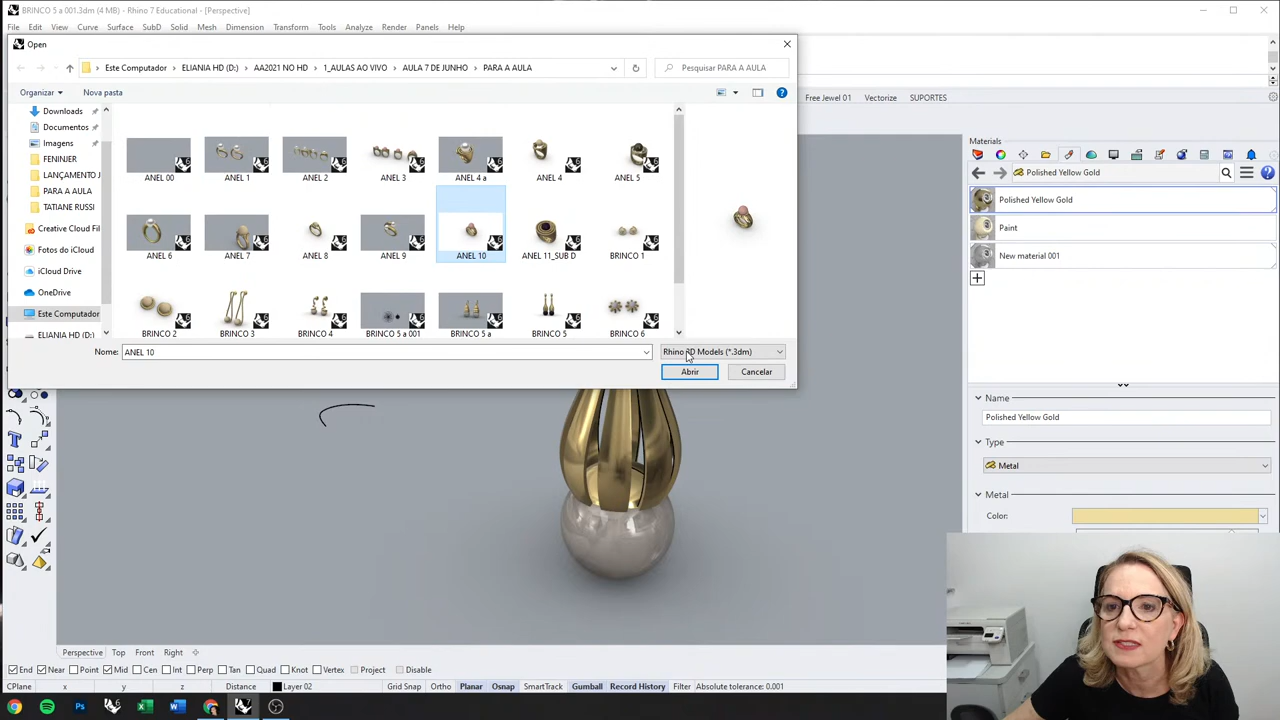 BRINCO 5 a 001.3dm (4 MB) - Rhino 7 Educational - [Perspective]
File Edit View Curve Surface SubD Solid Mesh Dimension Transform Tools Analyze Render Panels Help
Open
Este Computador > ELIANIA HD (D:) > AA2021 NO HD > 1_AULAS AO VIVO > AULA 7 DE JUNHO > PARA A AULA
Pesquisar PARA A AULA
Organizar
Nova pasta
Free Jewel 01 Vectorize SUPORTES
Downloads
Documentos
Imagens
FENINJER
LANÇAMENTO J
PARA A AULA
TATIANE RUSSI
Creative Cloud Fil
Fotos do iCloud
iCloud Drive
OneDrive
Este Computador
ELIANIA HD (D:)
ANEL 00 ANEL 1 ANEL 2 ANEL 3 ANEL 4 a ANEL 4 ANEL 5
ANEL 6 ANEL 7 ANEL 8 ANEL 9 ANEL 10 ANEL 11_SUB D BRINCO 1
BRINCO 2 BRINCO 3 BRINCO 4 BRINCO 5 a 001 BRINCO 5 a BRINCO 5 BRINCO 6
Nome: ANEL 10
Rhino 3D Models (*.3dm)
Abrir Cancelar
Materials
Polished Yellow Gold
Polished Yellow Gold
Paint
New material 001
Name
Polished Yellow Gold
Type
Metal
Metal
Color:
Perspective Top Front Right
End Near Point Mid Cen Int Perp Tan Quad Knot Vertex Project Disable
CPlane x y z Distance Layer 02 Grid Snap Ortho Planar Osnap SmartTrack Gumball Record History Filter Absolute tolerance: 0.001